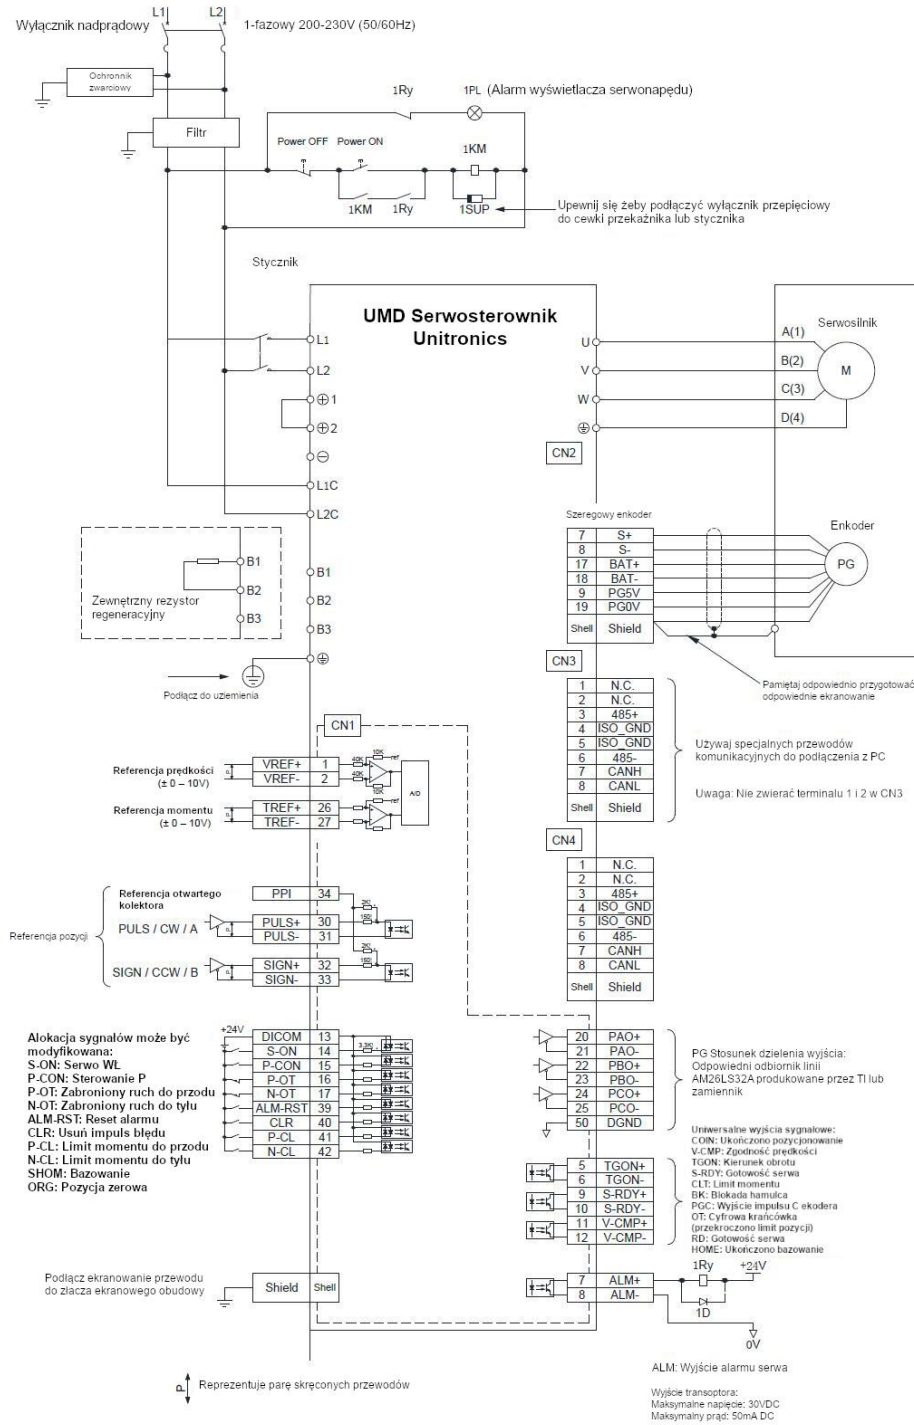 L1 L2
Wyłącznik nadprądowy
1-fazowy 200-230V (50/60Hz)
Ochronnik
zwarciowy
Filtr
1Ry
1PL (Alarm wyświetlacza serwonapędu)
Power OFF Power ON
1KM
1KM 1Ry 1SUP
Upewnij się żeby podłączyć wyłącznik przepięciowy
do cewki przekaźnika lub stycznika
Stycznik
UMD Serwosterownik
Unitronics
L1
L2
⊕1
⊕2
⊖
L1C
L2C
B1
B2
B3
U
V
W
A(1)
B(2)
C(3)
D(4)
Serwosilnik
M
CN2
B1
B2
B3
Zewnętrzny rezystor
regeneracyjny
Podłącz do uziemienia
Szeregowy enkoder
7 S+
8 S-
17 BAT+
18 BAT-
9 PG5V
19 PG0V
Shell Shield
Enkoder
PG
Pamiętaj odpowiednio przygotować
odpowiednie ekranowanie
CN3
1 N.C.
2 N.C.
3 485+
4 ISO_GND
5 ISO_GND
6 485-
7 CANH
8 CANL
Shell Shield
Używaj specjalnych przewodów
komunikacyjnych do podłączenia z PC
Uwaga: Nie zwierać terminalu 1 i 2 w CN3
CN4
1 N.C.
2 N.C.
3 485+
4 ISO_GND
5 ISO_GND
6 485-
7 CANH
8 CANL
Shell Shield
CN1
Referencja prędkości
(± 0 – 10V)
P
VREF+ 1
VREF- 2
40K
40K
10K
ref
10K
A/D
Referencja momentu
(± 0 – 10V)
P
TREF+ 26
TREF- 27
ref
Referencja pozycji
Referencja otwartego
kolektora
PPI 34
PULS / CW / A
P
PULS+ 30
PULS- 31
2K
150
SIGN / CCW / B
P
SIGN+ 32
SIGN- 33
2K
150
Alokacja sygnałów może być
modyfikowana:
S-ON: Serwo WŁ
P-CON: Sterowanie P
P-OT: Zabroniony ruch do przodu
N-OT: Zabroniony ruch do tyłu
ALM-RST: Reset alarmu
CLR: Usuń impuls błędu
P-CL: Limit momentu do przodu
N-CL: Limit momentu do tyłu
SHOM: Bazowanie
ORG: Pozycja zerowa
+24V
DICOM 13
S-ON 14
P-CON 15
P-OT 16
N-OT 17
ALM-RST 39
CLR 40
P-CL 41
N-CL 42
3.3K
20 PAO+
21 PAO-
22 PBO+
23 PBO-
24 PCO+
25 PCO-
50 DGND
PG Stosunek dzielenia wyjścia:
Odpowiedni odbiornik linii
AM26LS32A produkowane przez TI lub
zamiennik
5 TGON+
6 TGON-
9 S-RDY+
10 S-RDY-
11 V-CMP+
12 V-CMP-
Uniwersalne wyjścia sygnałowe:
COIN: Ukończono pozycjonowanie
V-CMP: Zgodność prędkości
TGON: Kierunek obrotu
S-RDY: Gotowość serwa
CLT: Limit momentu
BK: Blokada hamulca
PGC: Wyjście impulsu C ekodera
OT: Cyfrowa krańcówka
(przekroczono limit pozycji)
RD: Gotowość serwa
HOME: Ukończono bazowanie
7 ALM+
8 ALM-
1Ry
+24V
1D
0V
Podłącz ekranowanie przewodu
do złacza ekranowego obudowy
Shield Shell
ALM: Wyjście alarmu serwa
P Reprezentuje parę skręconych przewodów
Wyjście transoptora:
Maksymalne napięcie: 30VDC
Maksymalny prąd: 50mA DC